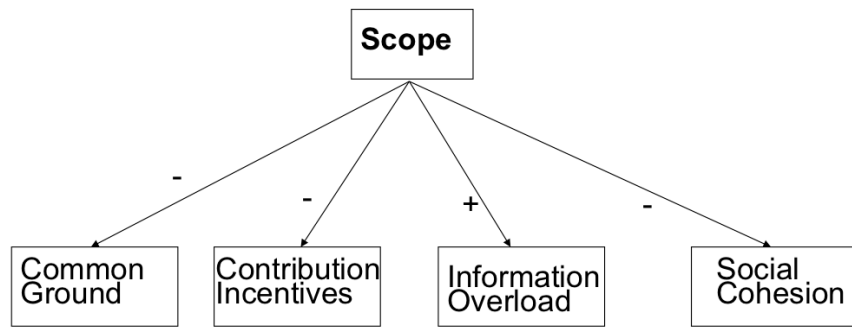 Scope
-
-
+
-
Common
Ground
Contribution
Incentives
Information
Overload
Social
Cohesion